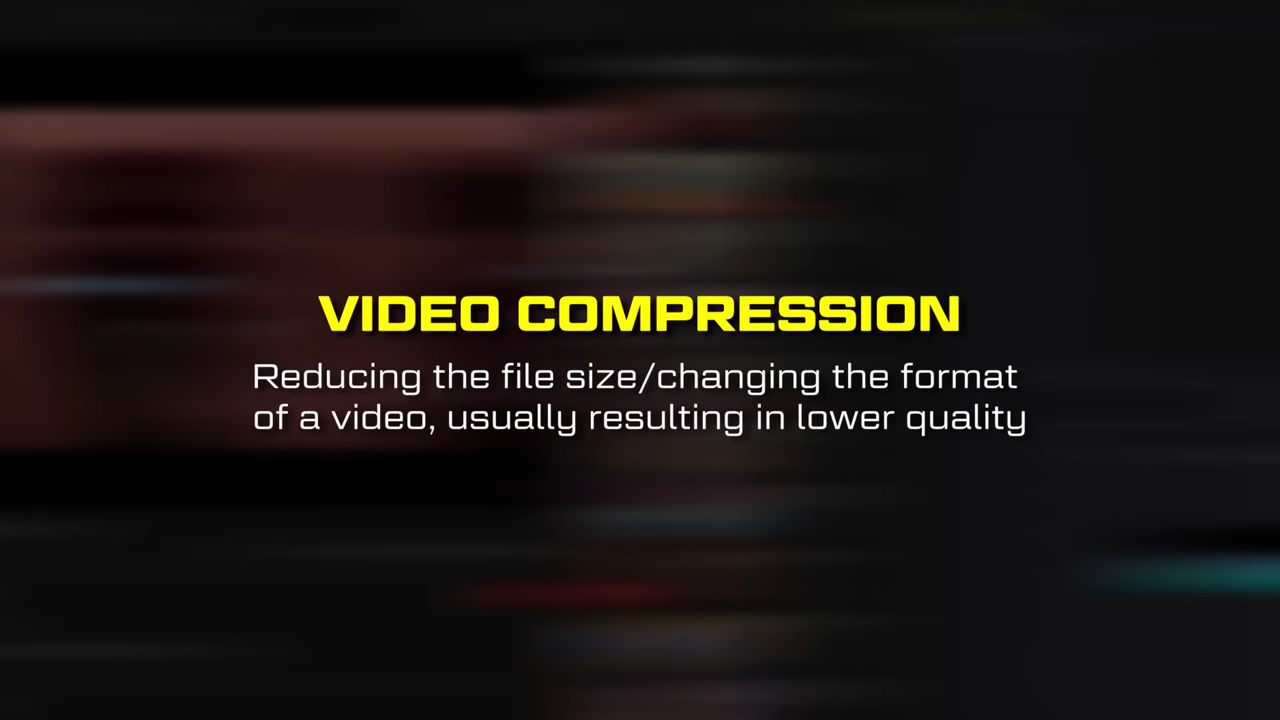 VIDEO COMPRESSION
Reducing the file size/changing the format
of a video, usually resulting in lower quality